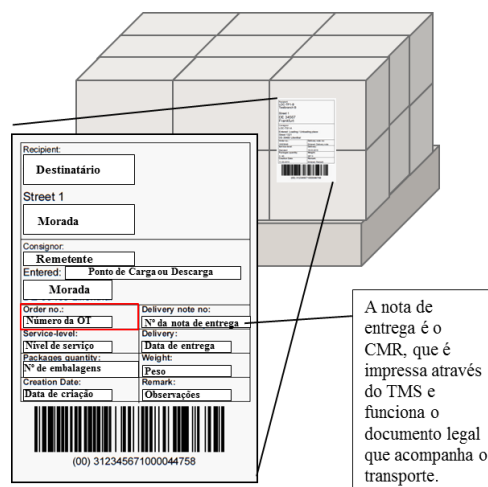 Recipient:
Destinatário
Street 1
Morada
Consignor:
Remetente
Entered: Ponto de Carga ou Descarga
Morada
Order no.: Delivery note no:
Número da OT Nº da nota de entrega
Service-level: Delivery:
Nível de serviço Data de entrega
Packages quantity: Weight:
Nº de embalagens Peso
Creation Date: Remark:
Data de criação Observações
(00) 312345671000044758
A nota de
entrega é o
CMR, que é
impressa através
do TMS e
funciona o
documento legal
que acompanha o
transporte.